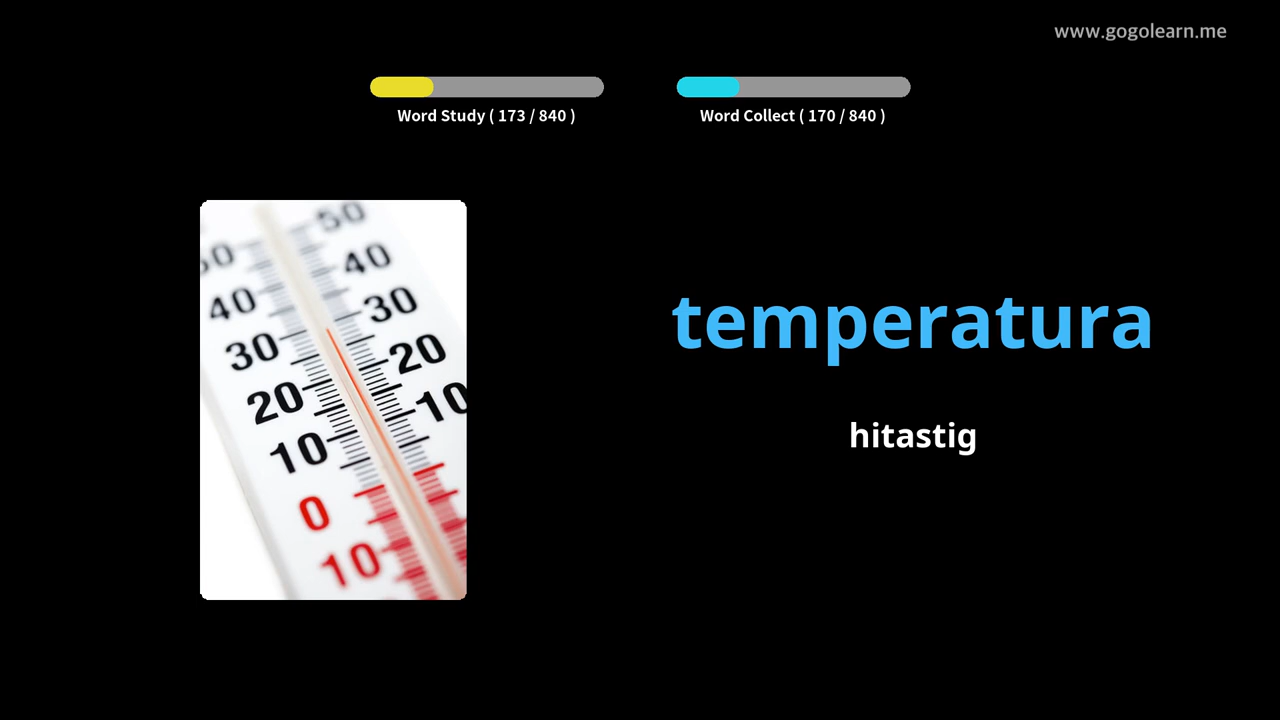 www.gogolearn.me
Word Study ( 173 / 840 )
Word Collect ( 170 / 840 )
50
50
40
40
30
30
20
20
10
10
0
10
temperatura
hitastig